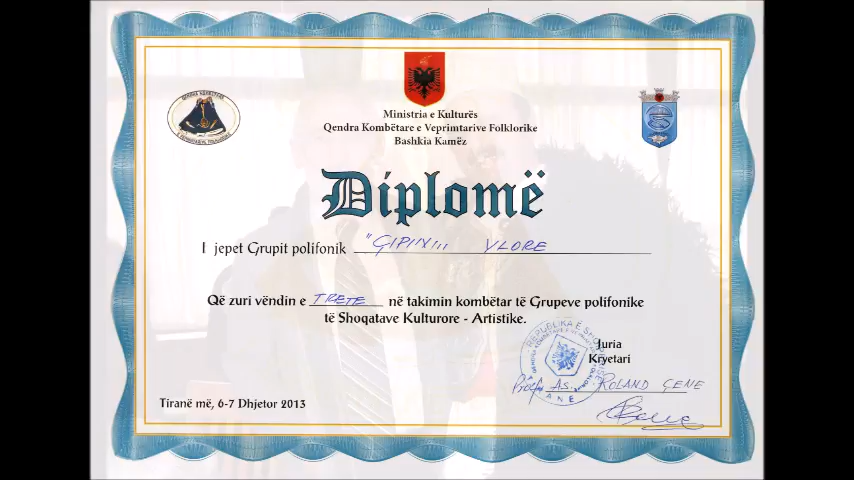 Ministria e Kulturës
Qendra Kombëtare e Veprimtarive Folklorike
Bashkia Kamëz
Diplomë
I jepet Grupit polifonik "GIPINI" VLORE
Që zuri vëndin e TRETE në takimin kombëtar të Grupeve polifonike
të Shoqatave Kulturore - Artistike.
Juria
Kryetari
Prof. As. ROLAND ÇENE
Tiranë më, 6-7 Dhjetor 2013